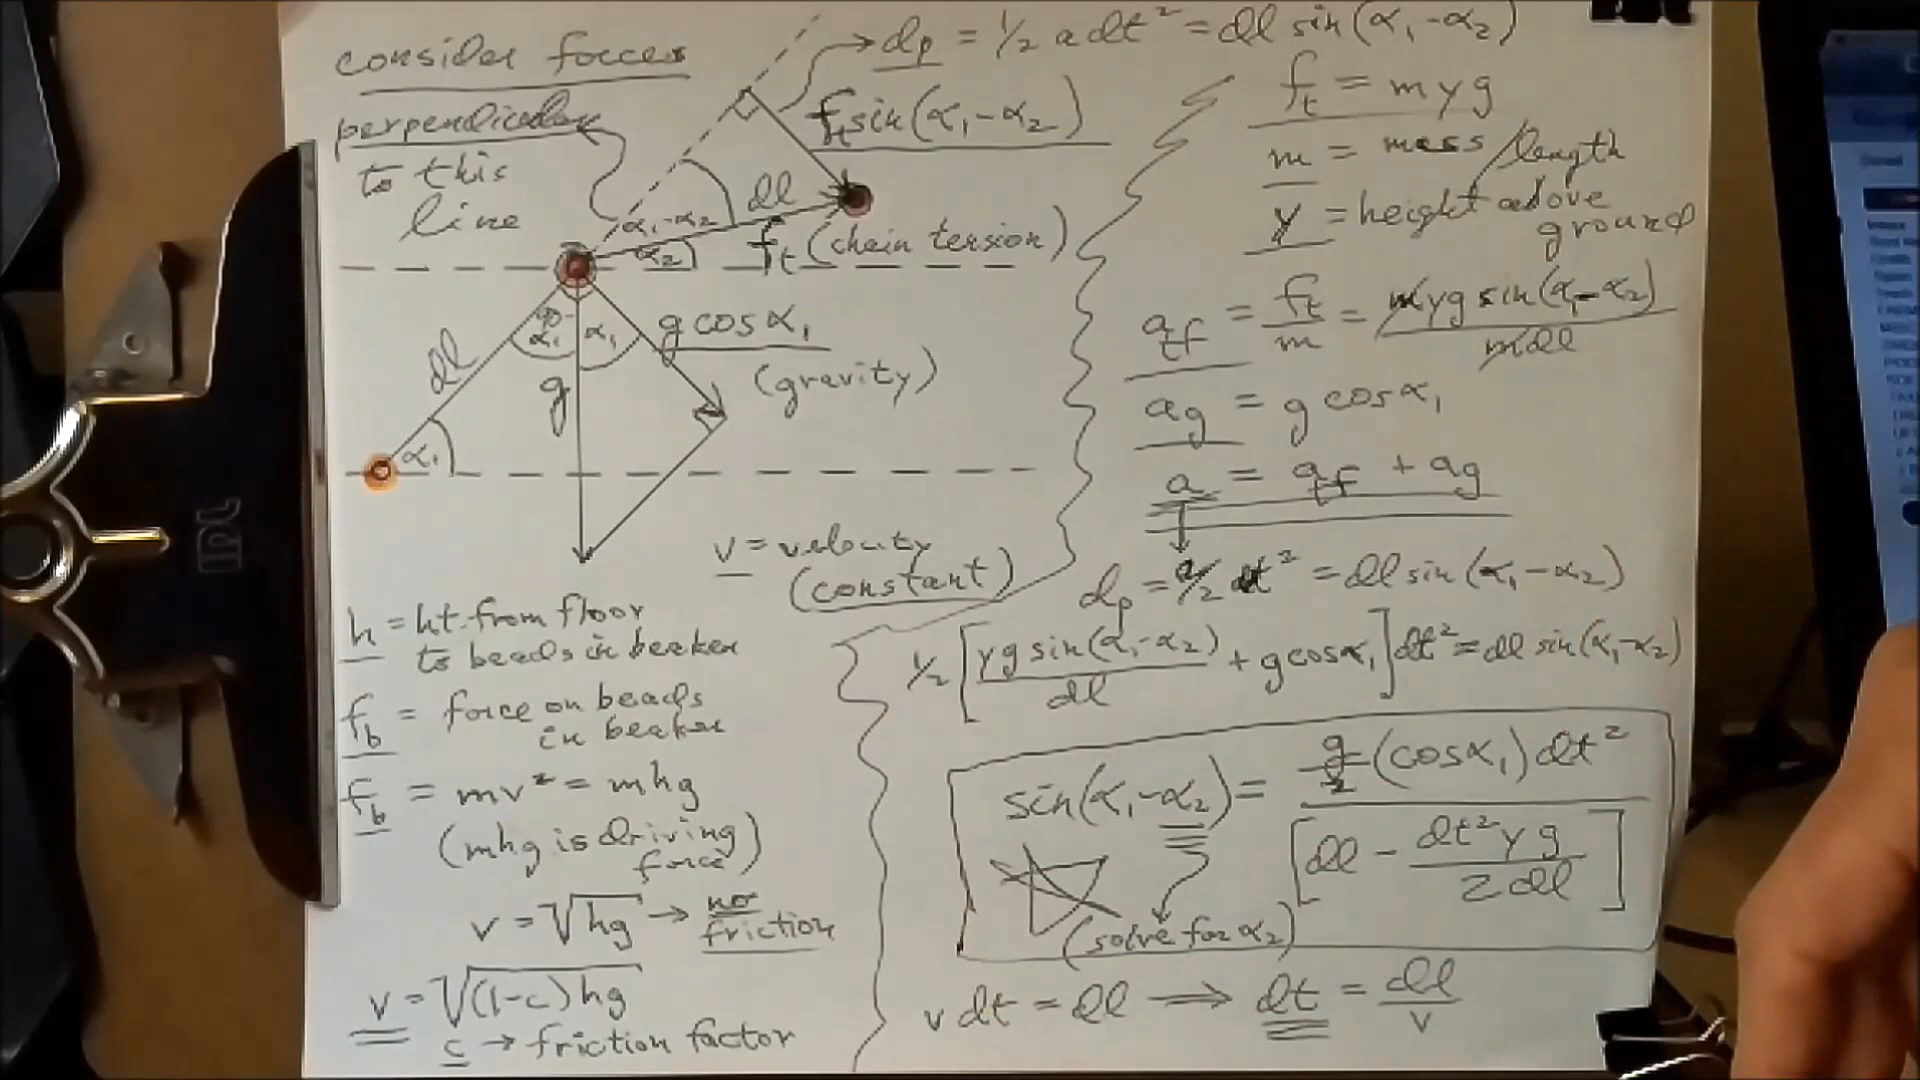 consider forces
perpendicular
to this
line
dp = 1/2 a dt² = dl sin(α₁-α₂)
fₜ sin(α₁-α₂)
α₁-α₂
dl
α₂
fₜ (chain tension)
90-α₁
α₁
g cos α₁
(gravity)
dl
g
α₁
v = velocity
(constant)
h = ht. from floor
to beads in beaker
f_b = force on beads
in beaker
f_b = mv² = mhg
(mhg is driving
force)
v = √hg → no
friction
v = √(1-c)hg
c → friction factor
fₜ = myg
m = mass/length
y = height above
ground
a_tf = fₜ/m = myg sin(α₁-α₂)/mdl
ag = g cos α₁
a = a_tf + ag
dp = a/2 dt² = dl sin(α₁-α₂)
1/2 [yg sin(α₁-α₂)/dl + g cos α₁] dt² = dl sin(α₁-α₂)
sin(α₁-α₂) = g/2 (cos α₁) dt² / [dl - dt² y g/2 dl]
(solve for α₂)
v dt = dl ⟹ dt = dl/v